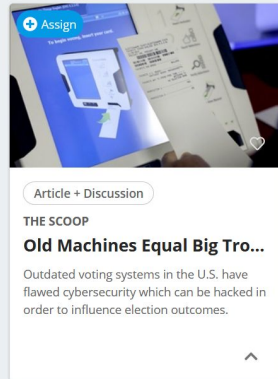 Assign
To begin voting, insert your card.
Article + Discussion
THE SCOOP
Old Machines Equal Big Tro...
Outdated voting systems in the U.S. have
flawed cybersecurity which can be hacked in
order to influence election outcomes.